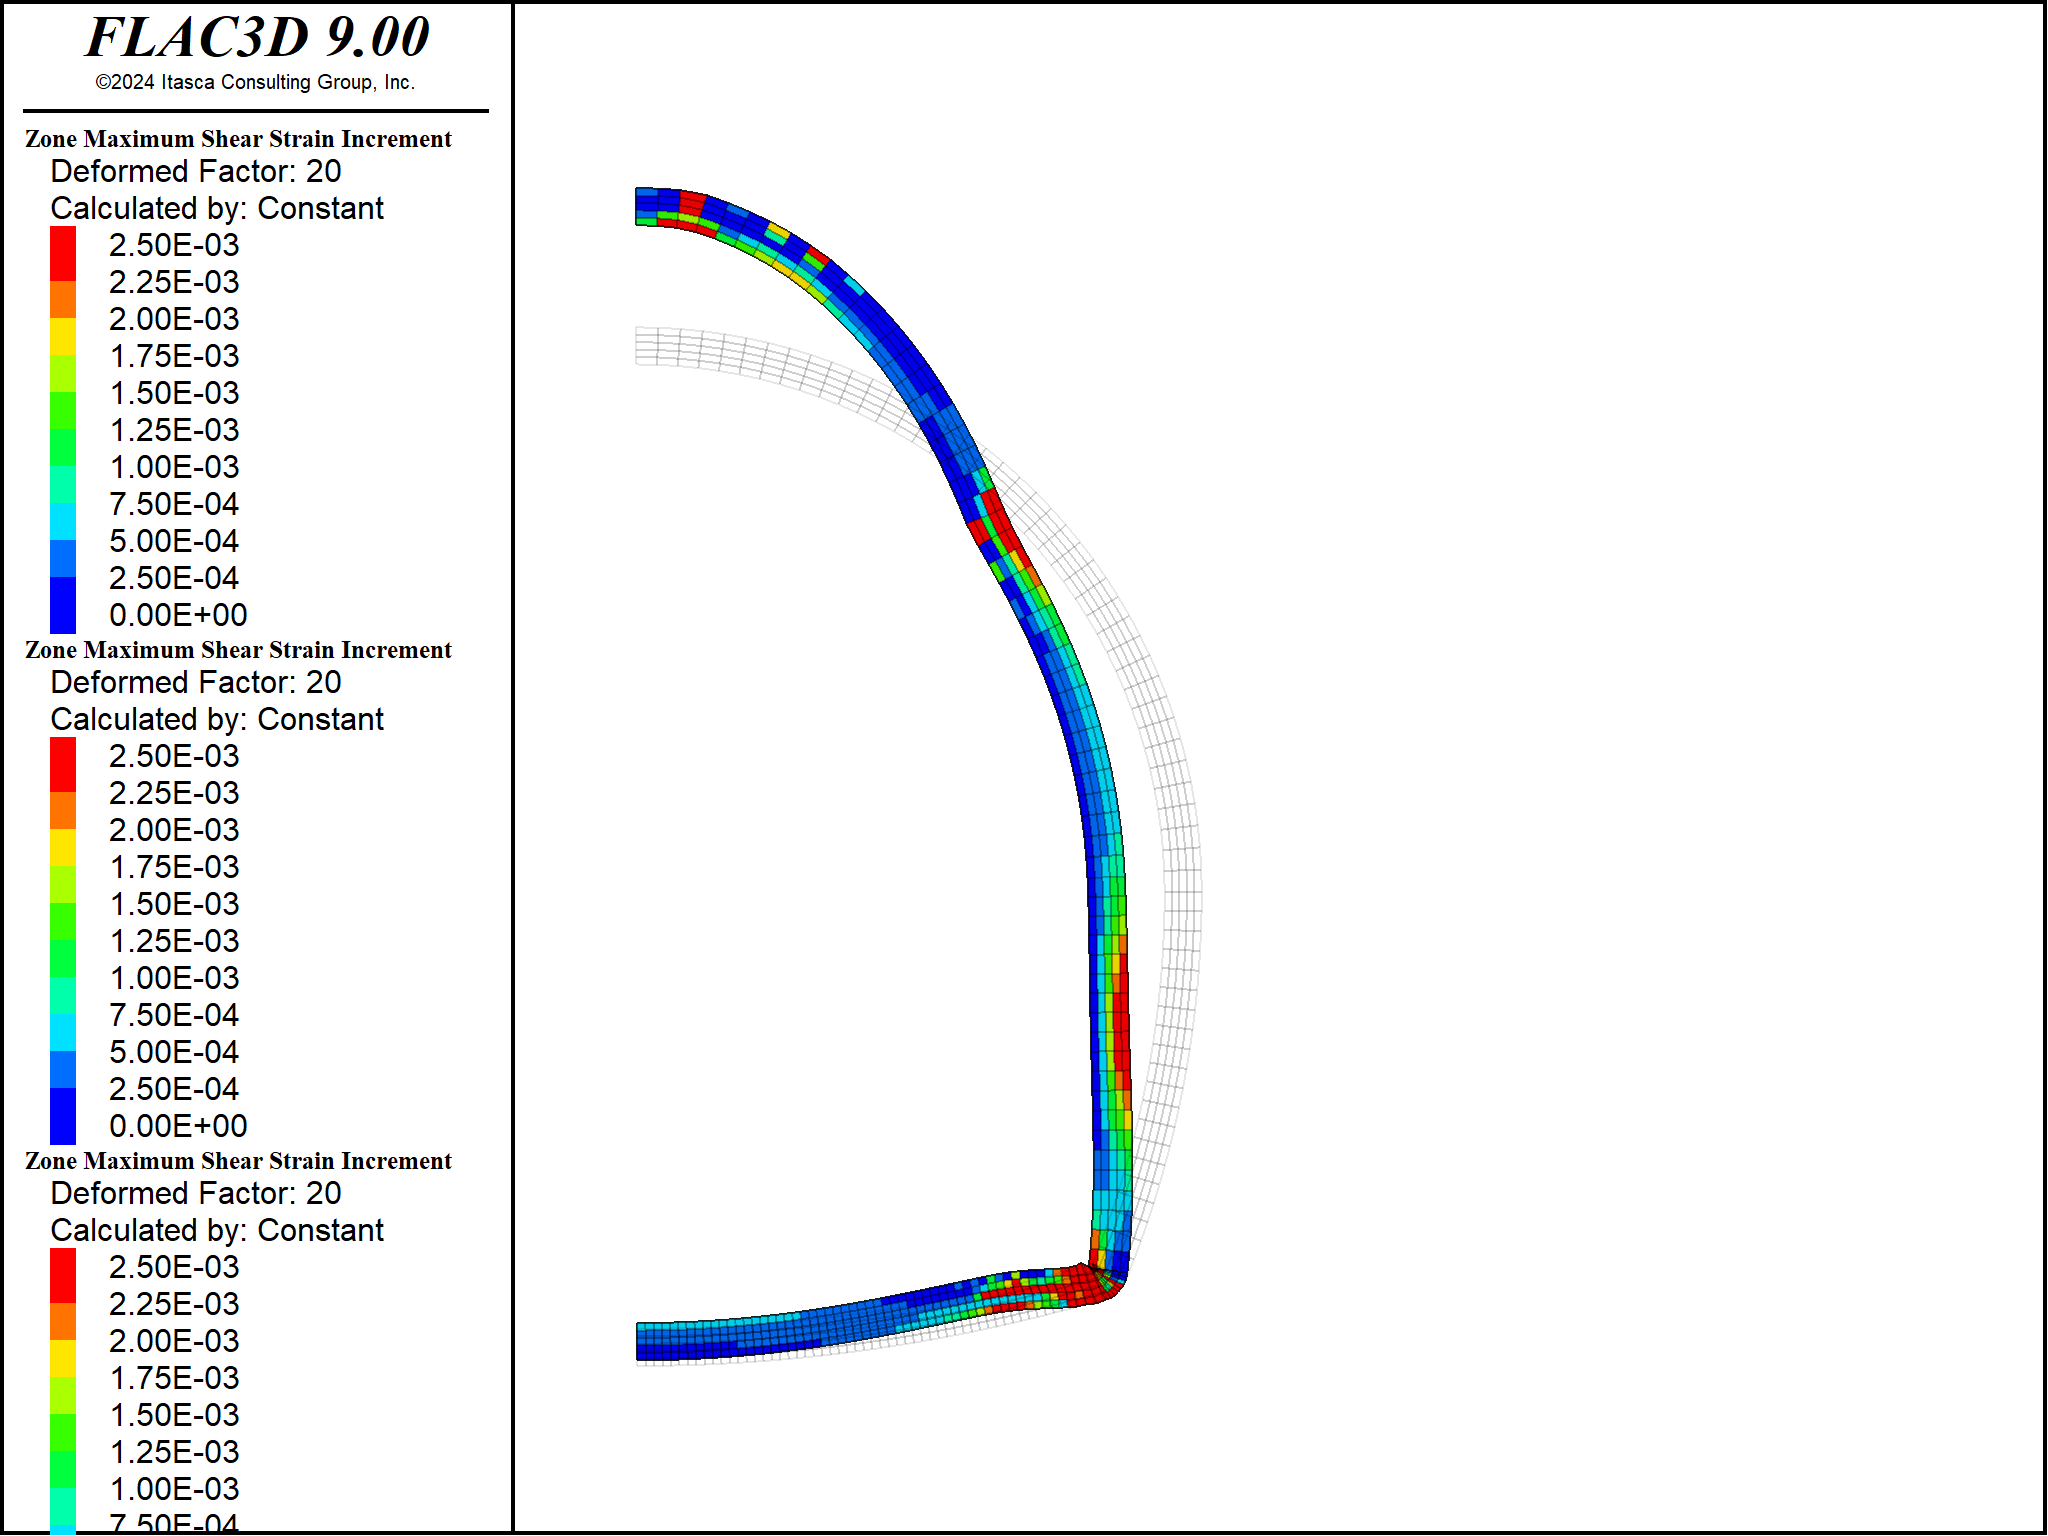 FLAC3D 9.00
©2024 Itasca Consulting Group, Inc.
Zone Maximum Shear Strain Increment
Deformed Factor: 20
Calculated by: Constant
2.50E-03
2.25E-03
2.00E-03
1.75E-03
1.50E-03
1.25E-03
1.00E-03
7.50E-04
5.00E-04
2.50E-04
0.00E+00
Zone Maximum Shear Strain Increment
Deformed Factor: 20
Calculated by: Constant
2.50E-03
2.25E-03
2.00E-03
1.75E-03
1.50E-03
1.25E-03
1.00E-03
7.50E-04
5.00E-04
2.50E-04
0.00E+00
Zone Maximum Shear Strain Increment
Deformed Factor: 20
Calculated by: Constant
2.50E-03
2.25E-03
2.00E-03
1.75E-03
1.50E-03
1.25E-03
1.00E-03
7.50E-04